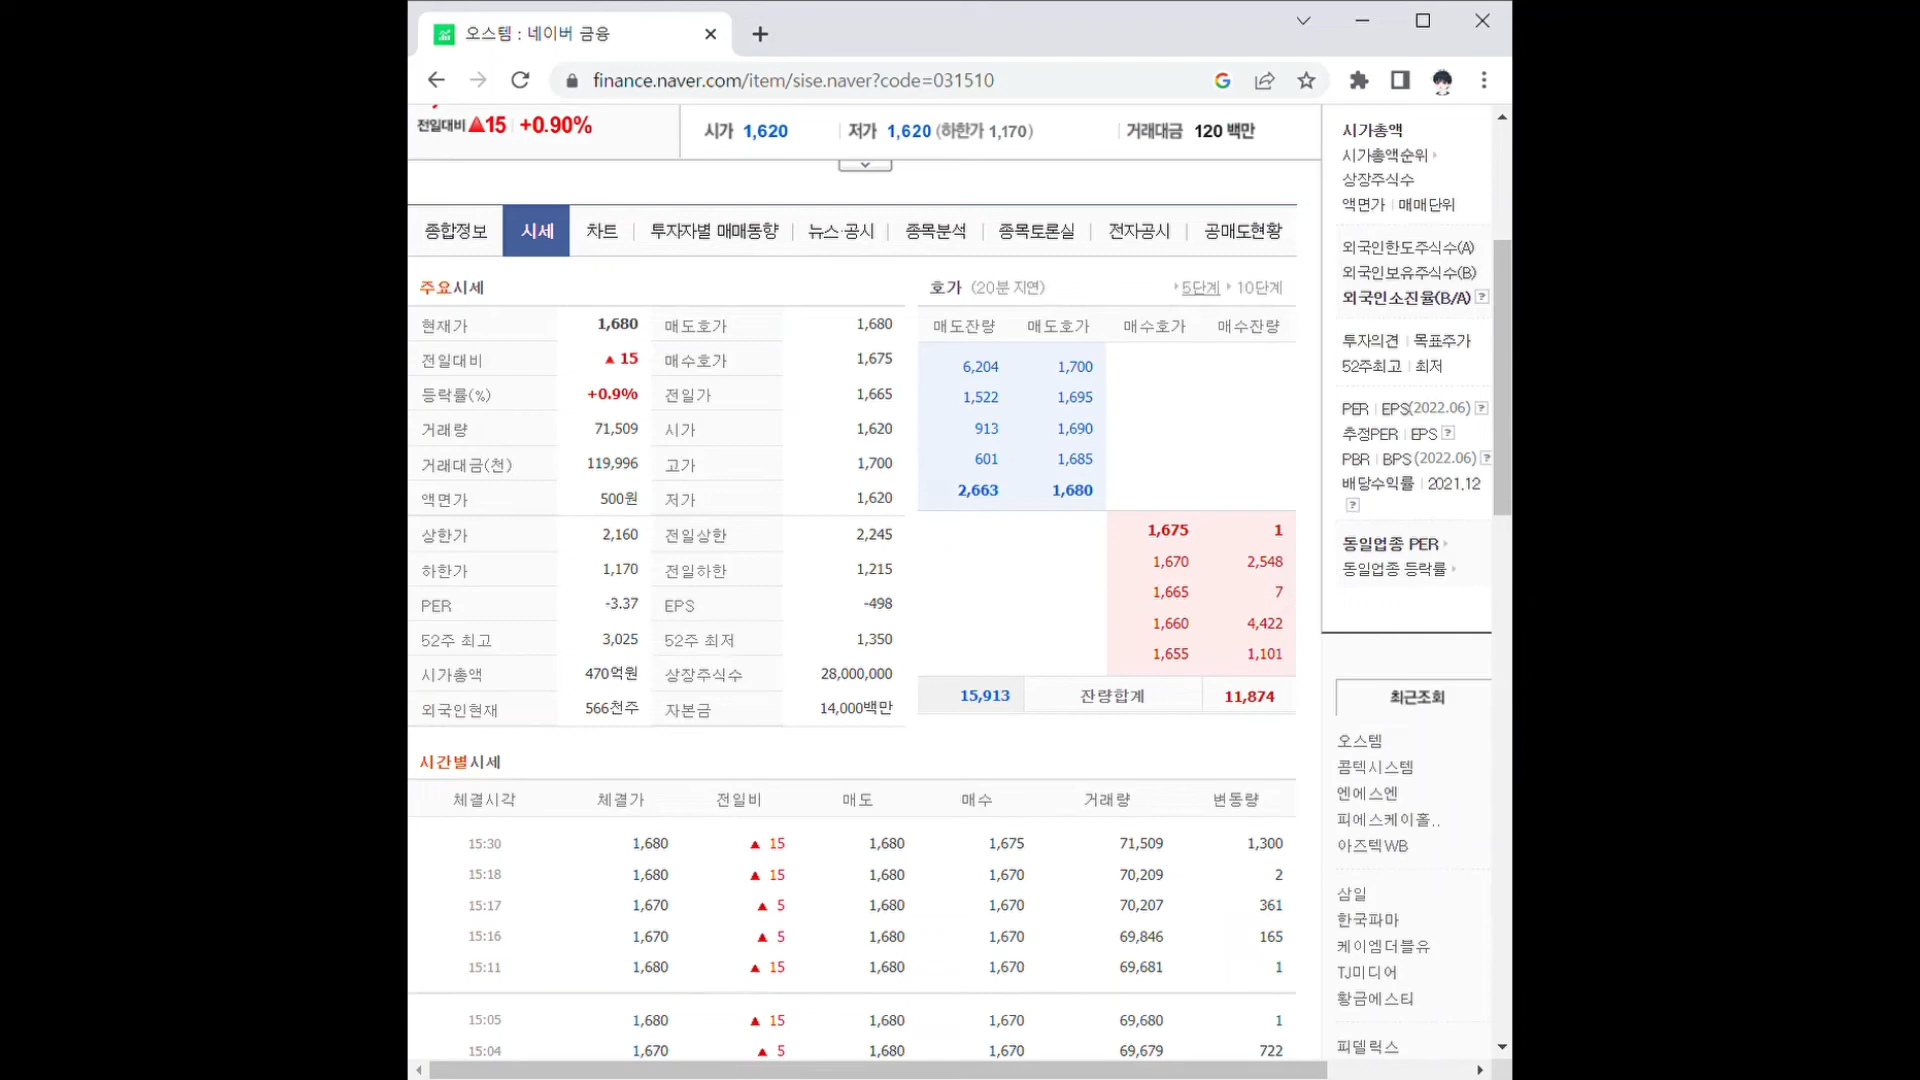 오스템 : 네이버 금융
finance.naver.com/item/sise.naver?code=031510
전일대비 ▲15 +0.90%
시가 1,620 저가 1,620 (하한가 1,170) 거래대금 120 백만
종합정보 시세 차트 투자자별 매매동향 뉴스·공시 종목분석 종목토론실 전자공시 공매도현황
주요시세
현재가 1,680 매도호가 1,680
전일대비 ▲ 15 매수호가 1,675
등락률(%) +0.9% 전일가 1,665
거래량 71,509 시가 1,620
거래대금(천) 119,996 고가 1,700
액면가 500원 저가 1,620
상한가 2,160 전일상한 2,245
하한가 1,170 전일하한 1,215
PER -3.37 EPS -498
52주 최고 3,025 52주 최저 1,350
시가총액 470억원 상장주식수 28,000,000
외국인현재 566천주 자본금 14,000백만
호가 (20분 지연) 5단계 10단계
매도잔량 매도호가 매수호가 매수잔량
6,204 1,700
1,522 1,695
913 1,690
601 1,685
2,663 1,680
1,675 1
1,670 2,548
1,665 7
1,660 4,422
1,655 1,101
15,913 잔량합계 11,874
시간별시세
체결시각 체결가 전일비 매도 매수 거래량 변동량
15:30 1,680 ▲ 15 1,680 1,675 71,509 1,300
15:18 1,680 ▲ 15 1,680 1,670 70,209 2
15:17 1,670 ▲ 5 1,680 1,670 70,207 361
15:16 1,670 ▲ 5 1,680 1,670 69,846 165
15:11 1,680 ▲ 15 1,680 1,670 69,681 1
15:05 1,680 ▲ 15 1,680 1,670 69,680 1
15:04 1,670 ▲ 5 1,680 1,670 69,679 722
시가총액
시가총액순위
상장주식수
액면가 매매단위
외국인한도주식수(A)
외국인보유주식수(B)
외국인소진율(B/A) ?
투자의견 목표주가
52주최고 최저
PER EPS(2022.06) ?
추정PER EPS ?
PBR BPS (2022.06) ?
배당수익률 2021.12
?
동일업종 PER
동일업종 등락률
최근조회
오스템
콤텍시스템
엔에스엔
피에스케이홀..
아즈텍WB
삼일
한국파마
케이엠더블유
TJ미디어
황금에스티
피델릭스